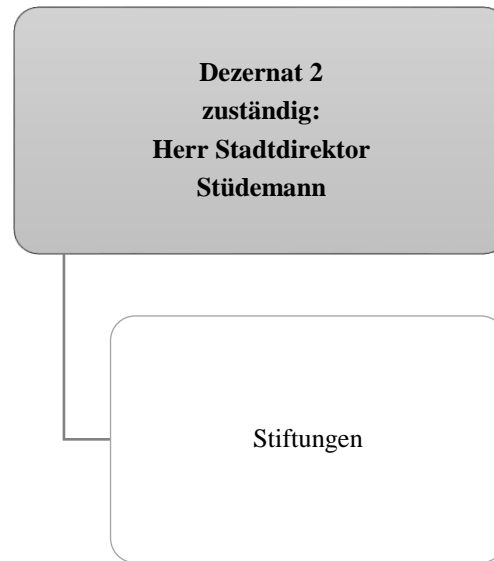 Dezernat 2
zuständig:
Herr Stadtdirektor
Stüdemann
Stiftungen